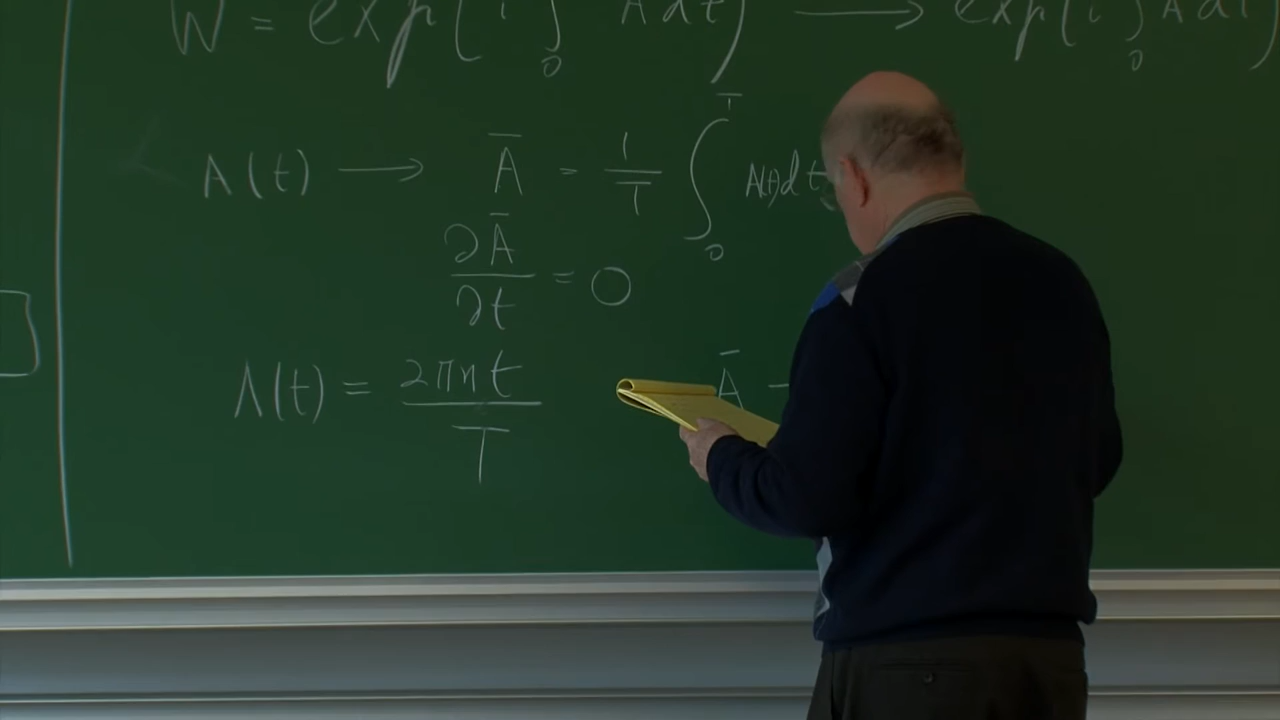 W = exp(i ∫₀ A dt) ⟶ exp(i ∫₀ A dt)
A(t) ⟶ Ā = 1/T ∫₀ᵀ A(t)dt
∂Ā/∂t = 0
Λ(t) = 2πnt/T Ā –